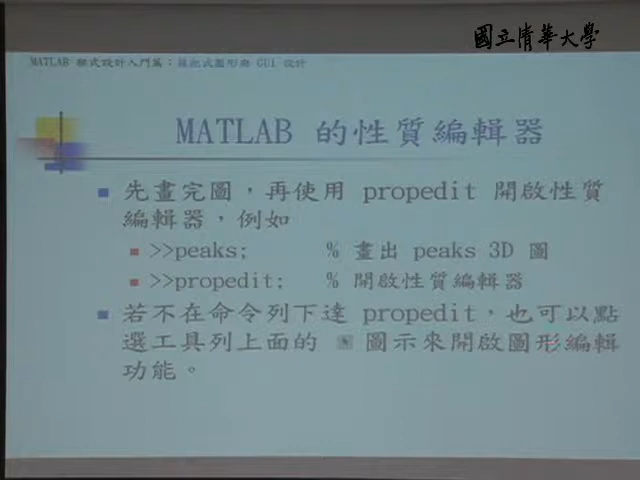 國立清華大學
MATLAB 程式設計入門篇：握把式圖形與 GUI 設計
MATLAB 的性質編輯器
先畫完圖，再使用 propedit 開啟性質
編輯器，例如
>>peaks; % 畫出 peaks 3D 圖
>>propedit; % 開啟性質編輯器
若不在命令列下達 propedit，也可以點
選工具列上面的 圖示來開啟圖形編輯
功能。